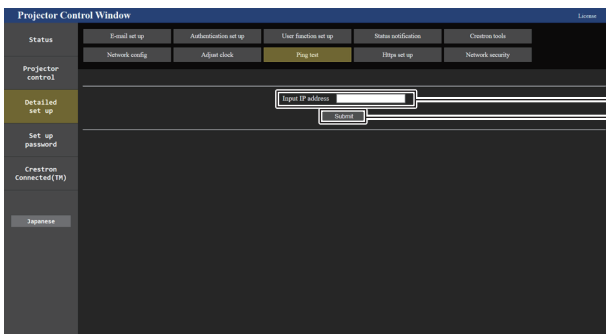 Projector Control Window
License
Status
E-mail set up
Authentication set up
User function set up
Status notification
Crestron tools
Network config
Adjust clock
Ping test
Https set up
Network security
Projector
control
Detailed
set up
Input IP address
Submit
Set up
password
Crestron
Connected(TM)
Japanese